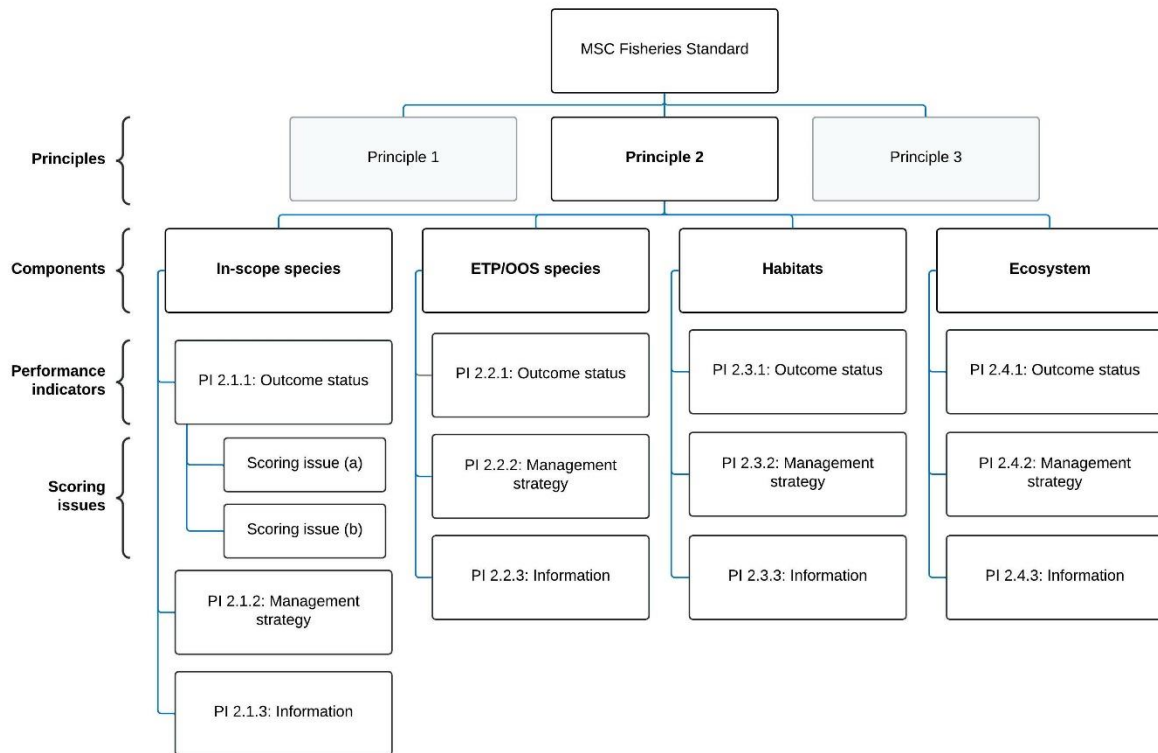 MSC Fisheries Standard
Principles
Principle 1
Principle 2
Principle 3
Components
In-scope species
ETP/OOS species
Habitats
Ecosystem
Performance
indicators
PI 2.1.1: Outcome status
PI 2.2.1: Outcome status
PI 2.3.1: Outcome status
PI 2.4.1: Outcome status
Scoring
issues
Scoring issue (a)
Scoring issue (b)
PI 2.2.2: Management
strategy
PI 2.3.2: Management
strategy
PI 2.4.2: Management
strategy
PI 2.2.3: Information
PI 2.3.3: Information
PI 2.4.3: Information
PI 2.1.2: Management
strategy
PI 2.1.3: Information